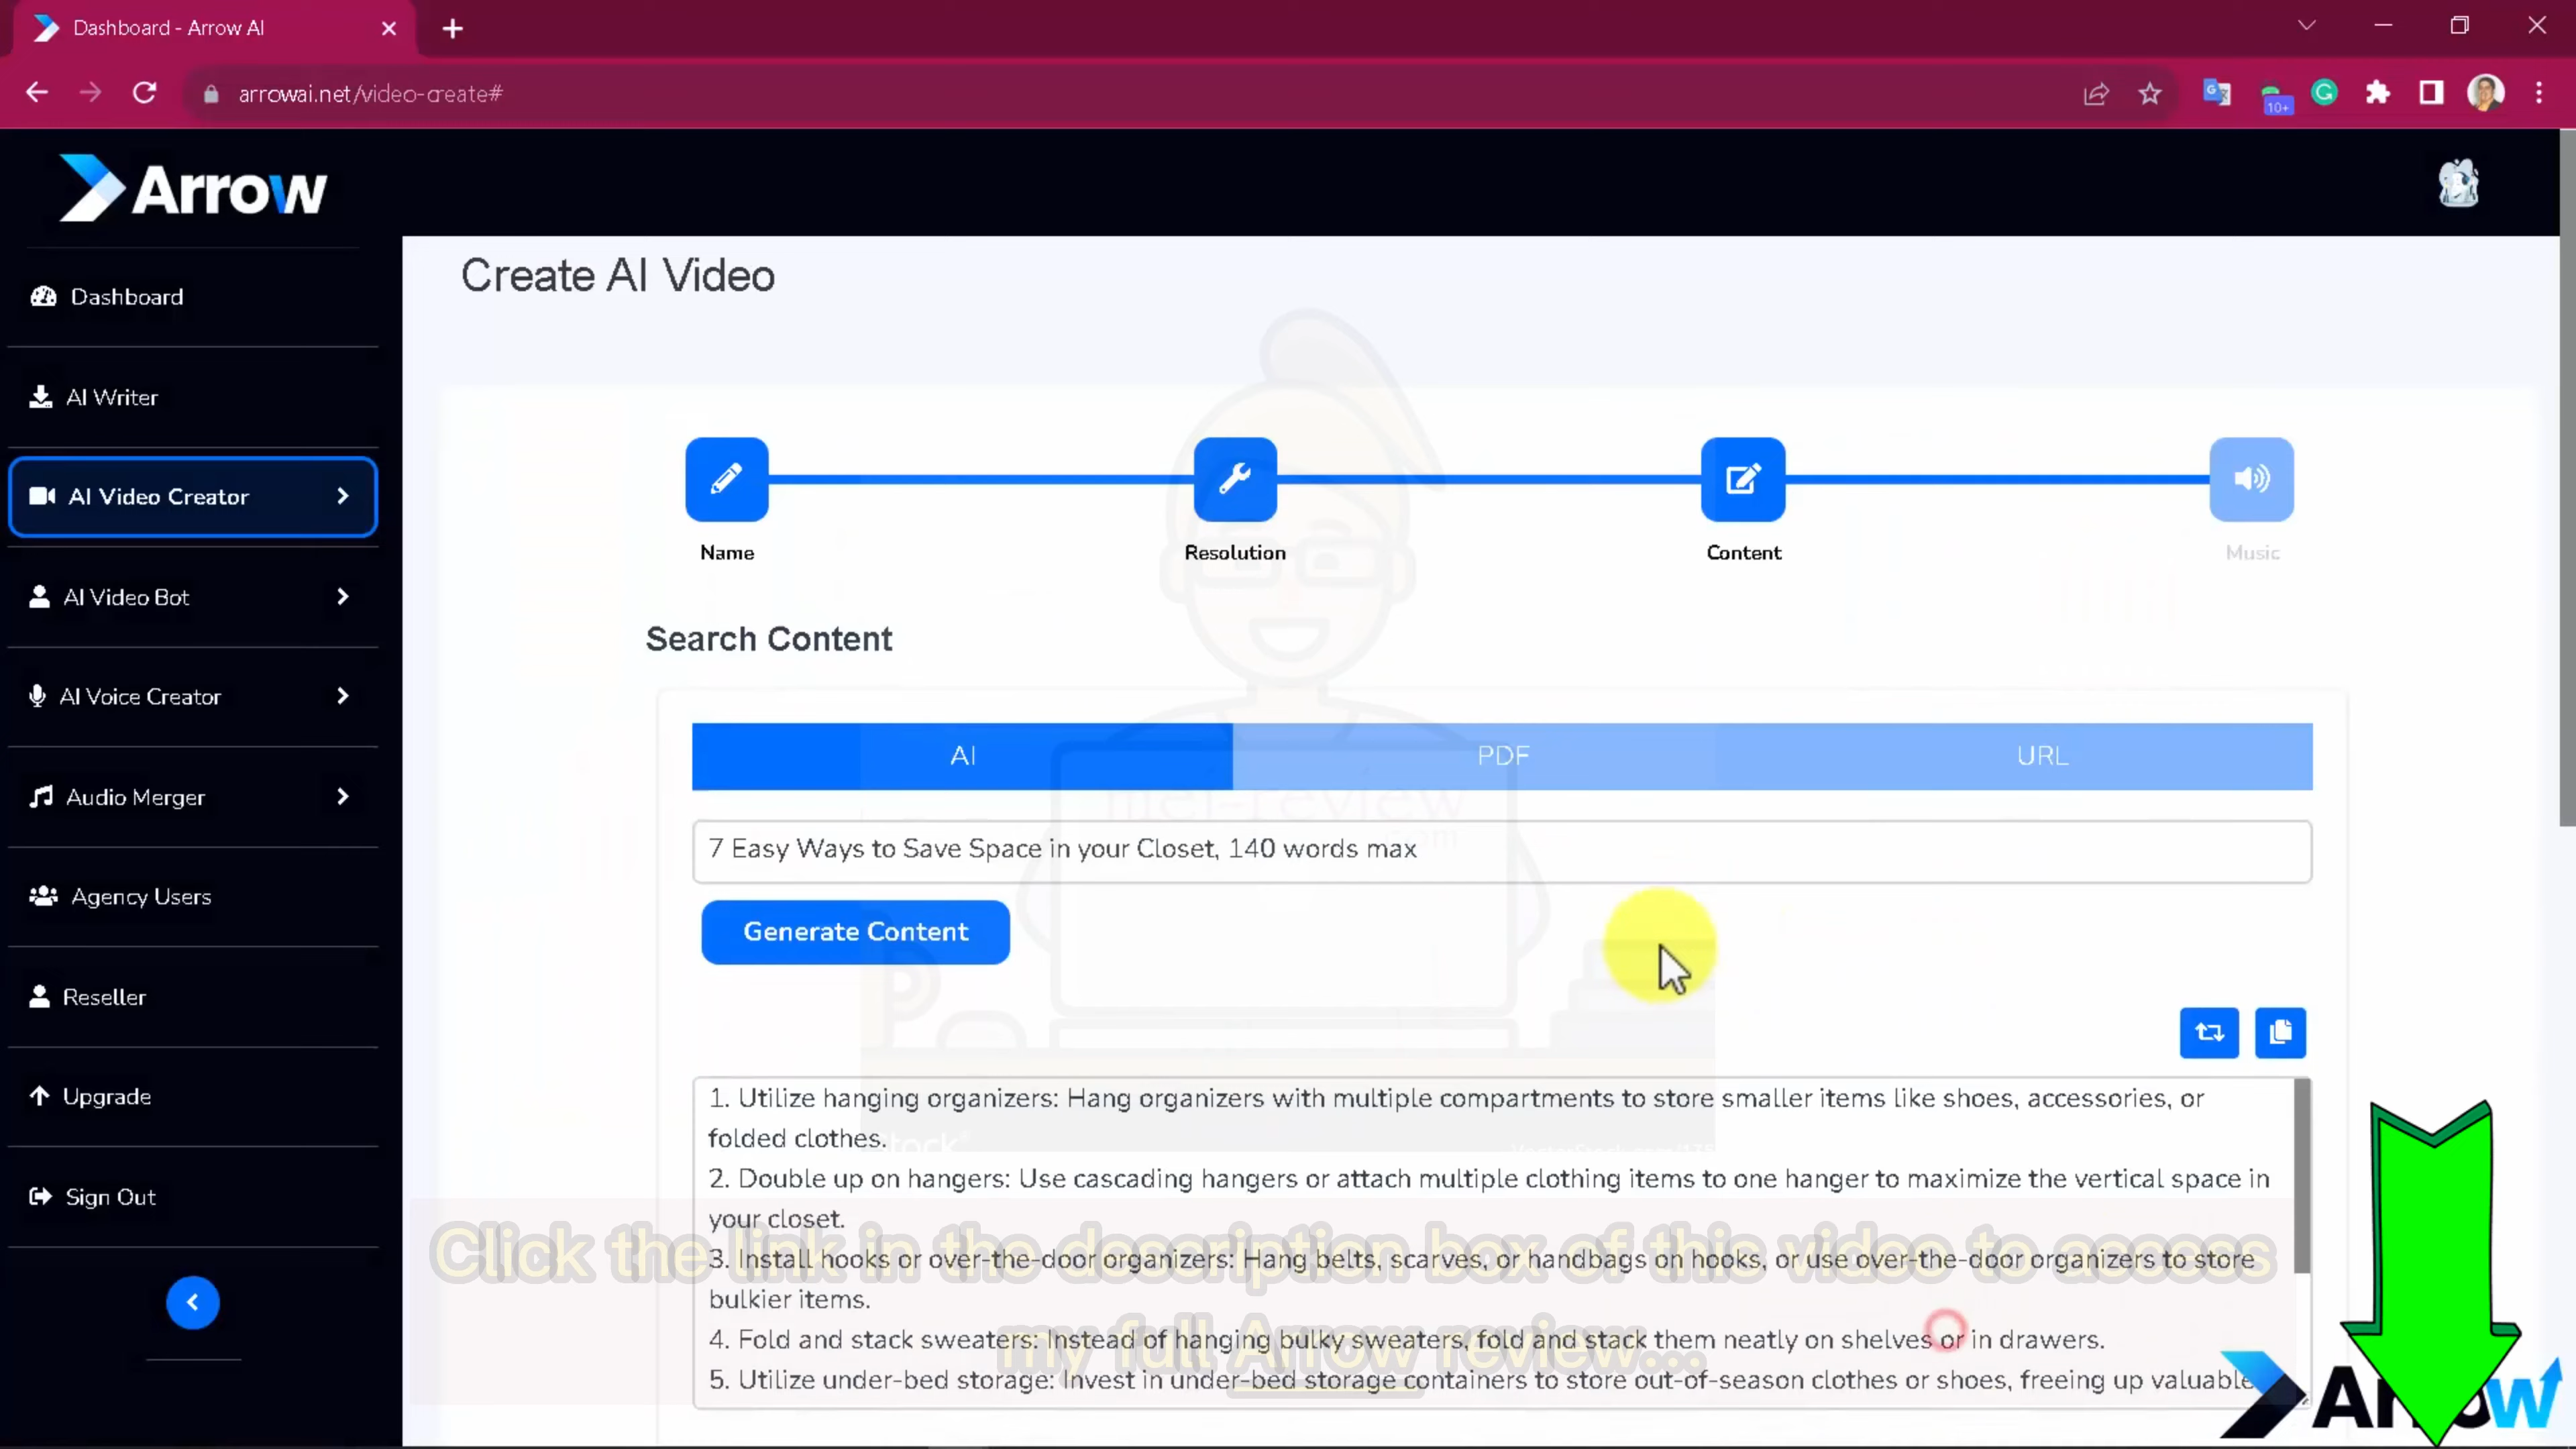 Dashboard - Arrow AI
arrowai.net/video-create#
10+
Arrow
Create AI Video
Dashboard
AI Writer
AI Video Creator
AI Video Bot
AI Voice Creator
Audio Merger
Agency Users
Reseller
Upgrade
Sign Out
Name
Resolution
Content
Music
Search Content
AI
PDF
URL
7 Easy Ways to Save Space in your Closet, 140 words max
Generate Content
1. Utilize hanging organizers: Hang organizers with multiple compartments to store smaller items like shoes, accessories, or
folded clothes.
2. Double up on hangers: Use cascading hangers or attach multiple clothing items to one hanger to maximize the vertical space in
your closet.
3. Install hooks or over-the-door organizers: Hang belts, scarves, or handbags on hooks, or use over-the-door organizers to store
bulkier items.
4. Fold and stack sweaters: Instead of hanging bulky sweaters, fold and stack them neatly on shelves or in drawers.
5. Utilize under-bed storage: Invest in under-bed storage containers to store out-of-season clothes or shoes, freeing up valuable
Click the link in the description box of this video to access
my full Arrow review...